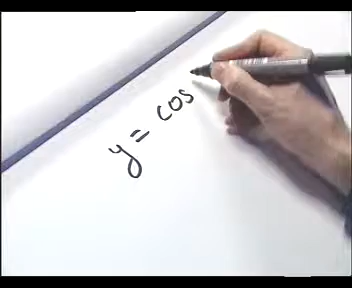 y = cos